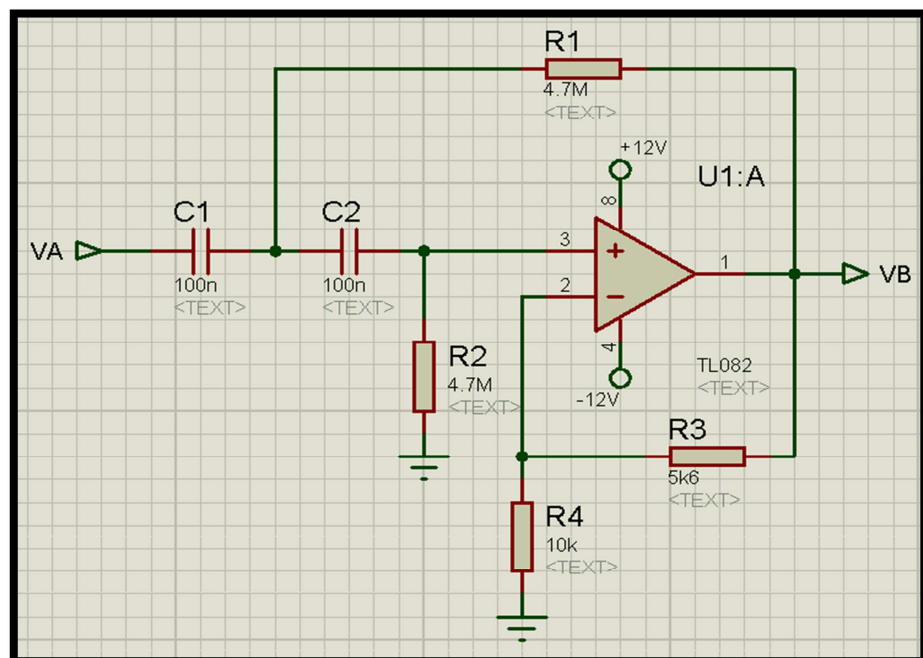 R1
4.7M
<TEXT>
+12V
U1:A
8
C1
C2
VA
3
+
1
VB
100n
100n
2
−
<TEXT>
<TEXT>
4
R2
4.7M
TL082
<TEXT>
<TEXT>
-12V
R3
5k6
<TEXT>
R4
10k
<TEXT>